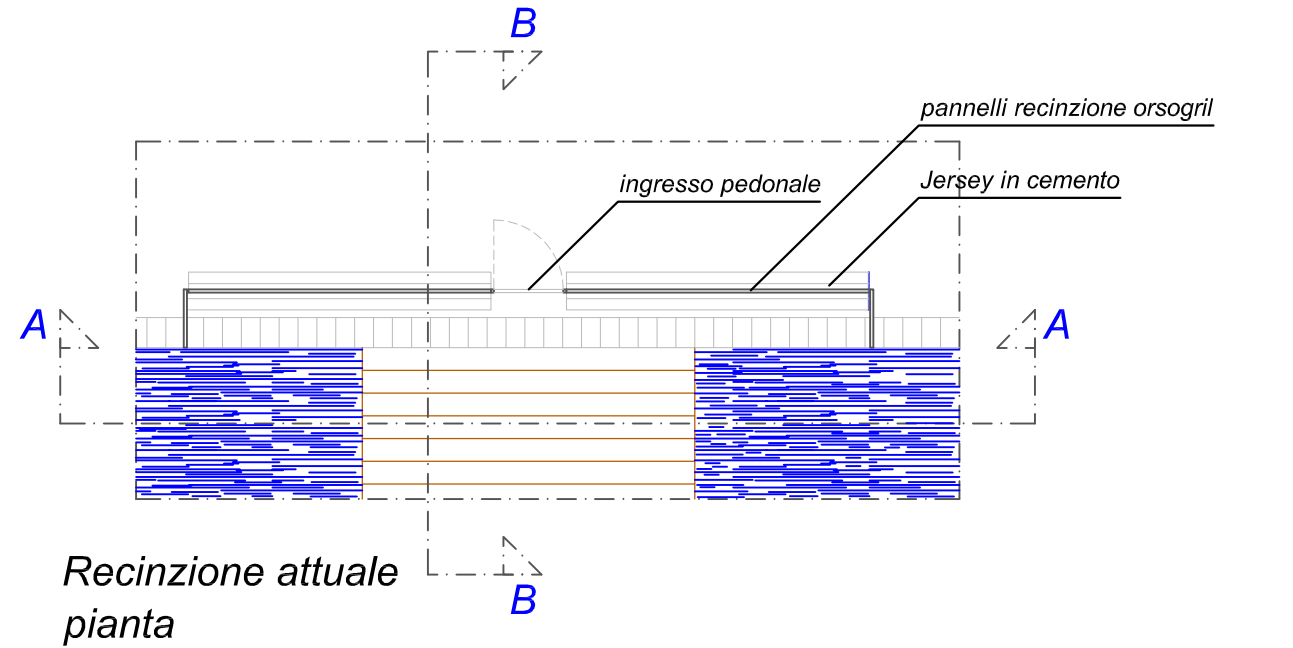 B
pannelli recinzione orsogril
ingresso pedonale
Jersey in cemento
A
A
Recinzione attuale
pianta
B